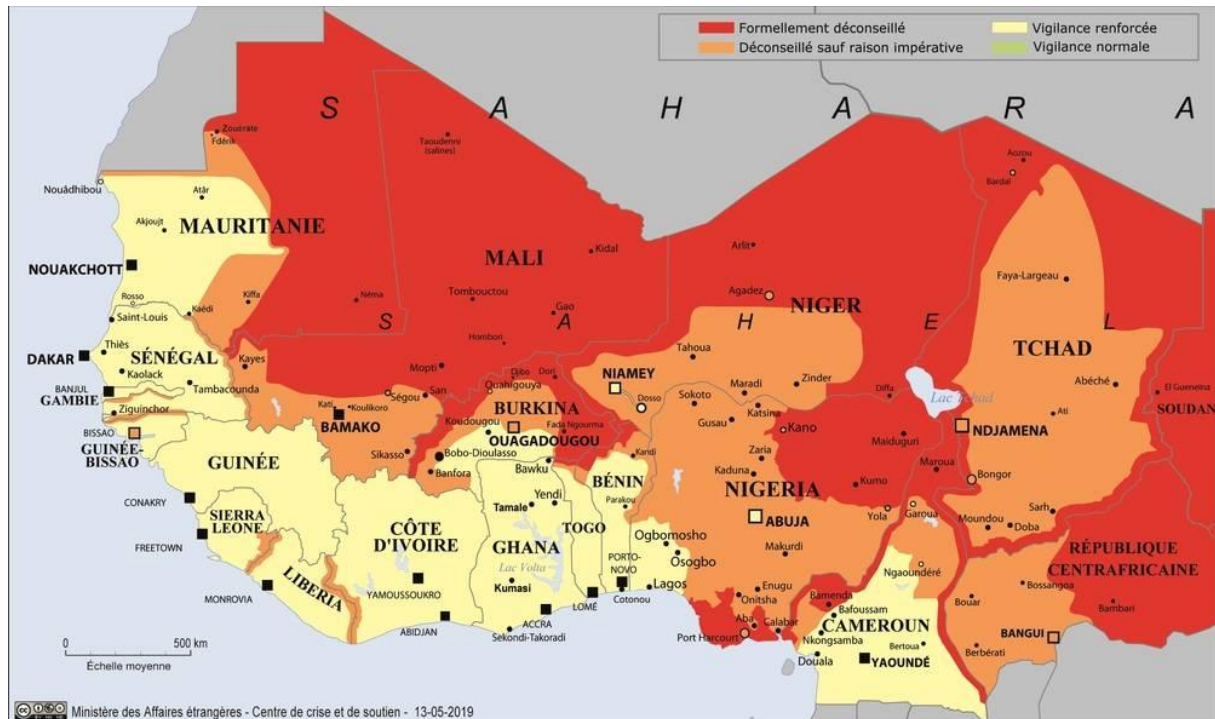 Formellement déconseillé
Déconseillé sauf raison impérative
Vigilance renforcée
Vigilance normale
S A H A R A
Zouérate
Fdérik
Taoudenni
(salines)
Aozou
Bardaï
Nouâdhibou
Atâr
Akjoujt
MAURITANIE
Kidal
Arlit
MALI
NOUAKCHOTT
Faya-Largeau
Rosso
Kiffa
Néma
Tombouctou
Agadez
NIGER
Kaédi
Gao
Saint-Louis
S A H E L
Hombori
TCHAD
DAKAR
Thiès
SÉNÉGAL
Kayes
Mopti
Tahoua
Kaolack
Tambacounda
San
Djibo
Dori
NIAMEY
Zinder
Abéché
El Gueneina
BANJUL
GAMBIE
Ségou
Ouahigouya
Maradi
Diffa
Lac Tchad
SOUDAN
Ziguinchor
Kati
Koulikoro
BAMAKO
BURKINA
Dosso
Sokoto
Katsina
Ati
BISSAO
GUINÉE-
BISSAO
Koudougou
Fada Ngourma
OUAGADOUGOU
Gusau
Kano
Maiduguri
NDJAMENA
Sikasso
Bobo-Dioulasso
Bawku
Kandi
Zaria
Maroua
GUINÉE
Banfora
BÉNIN
Kaduna
Kumo
Bongor
CONAKRY
SIERRA
LEONE
Tamale
Yendi
Parakou
NIGERIA
Yola
Garoua
Sarh
CÔTE
D'IVOIRE
GHANA
TOGO
ABUJA
Moundou
Doba
FREETOWN
Ogbomosho
Osogbo
Makurdi
RÉPUBLIQUE
CENTRAFRICAINE
LIBERIA
Lac Volta
PORTO-
NOVO
Ngaoundéré
Bossangoa
MONROVIA
YAMOUSSOUKRO
Kumasi
LOMÉ
Cotonou
Lagos
Enugu
Onitsha
Bamenda
Bouar
Bambari
ABIDJAN
ACCRA
Sekondi-Takoradi
Aba
Calabar
Port Harcourt
Bafoussam
CAMEROUN
Nkongsamba
Bertoua
BANGUI
Berbérati
Douala
YAOUNDÉ
500 km
0
Échelle moyenne
cc
Ministère des Affaires étrangères - Centre de crise et de soutien - 13-05-2019